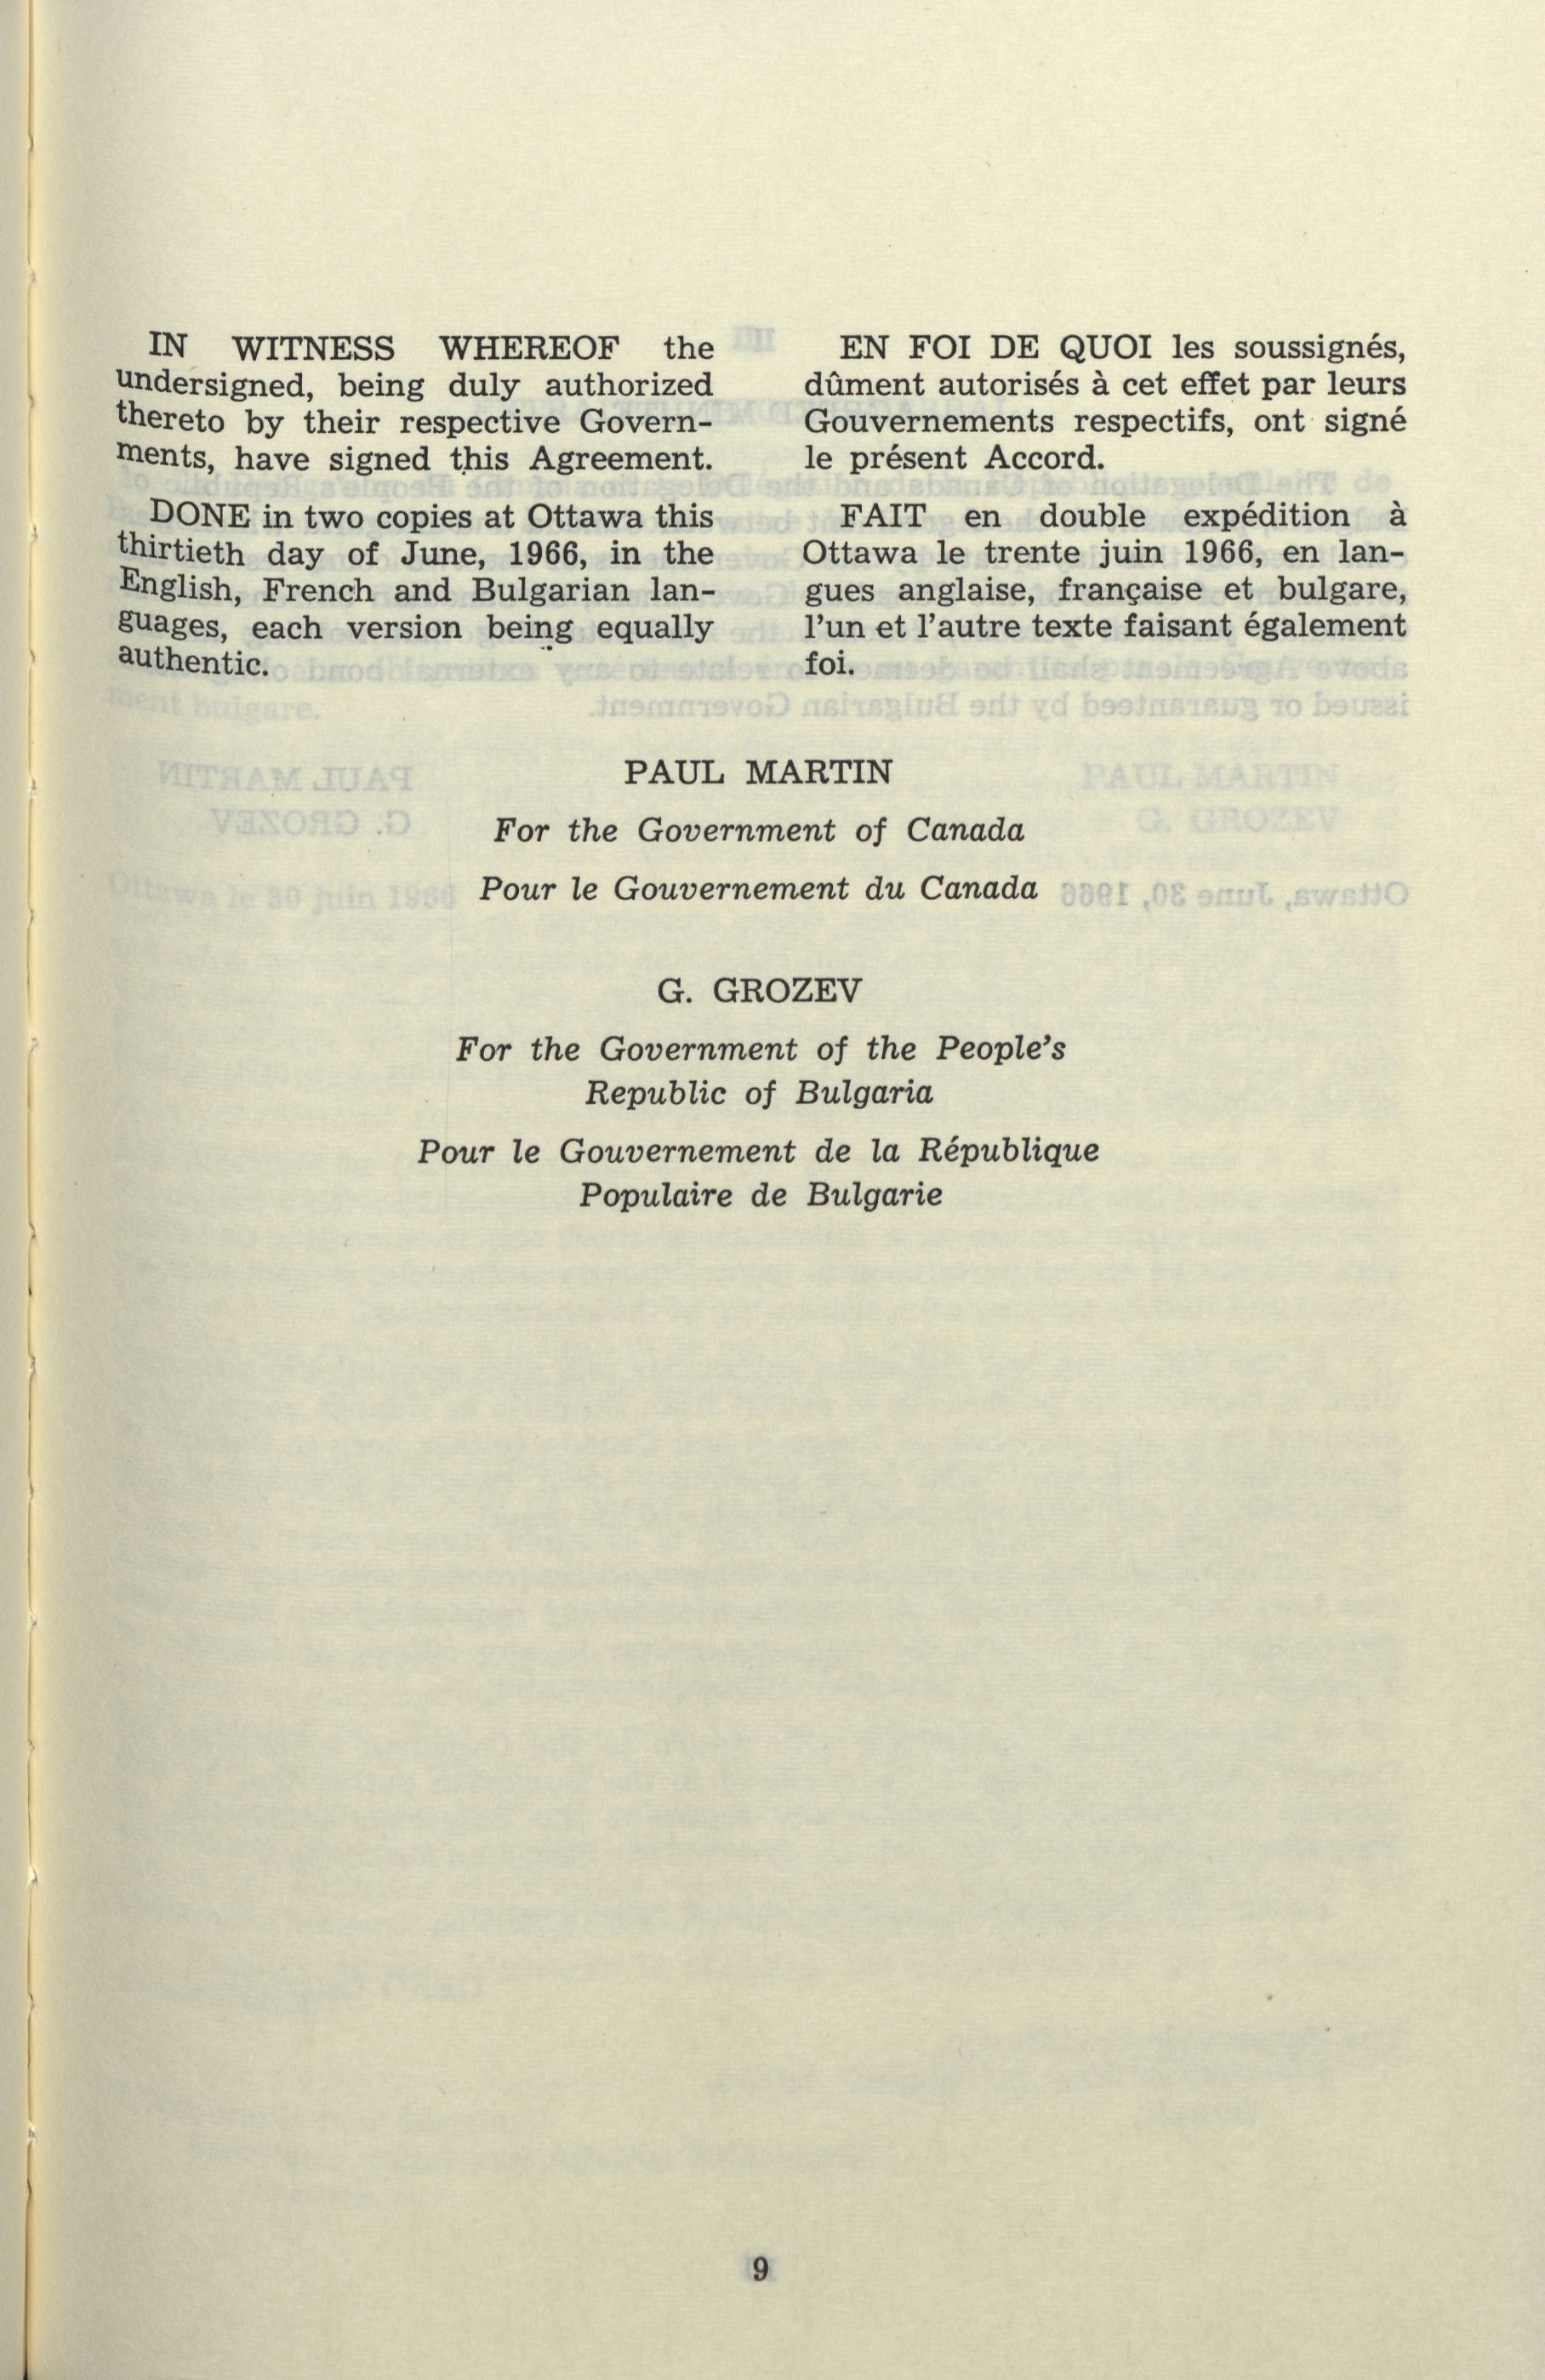 IN WITNESS WHEREOF the
undersigned, being duly authorized
thereto by their respective Govern-
ments, have signed this Agreement.
DONE in two copies at Ottawa this
thirtieth day of June, 1966, in the
English, French and Bulgarian lan-
guages, each version being equally
authentic.
EN FOI DE QUOI les soussignés,
dûment autorisés à cet effet par leurs
Gouvernements respectifs, ont signé
le présent Accord.
FAIT en double expédition à
Ottawa le trente juin 1966, en lan-
gues anglaise, française et bulgare,
l'un et l'autre texte faisant également
foi.
PAUL MARTIN
For the Government of Canada
Pour le Gouvernement du Canada
G. GROZEV
For the Government of the People's
Republic of Bulgaria
Pour le Gouvernement de la République
Populaire de Bulgarie
9